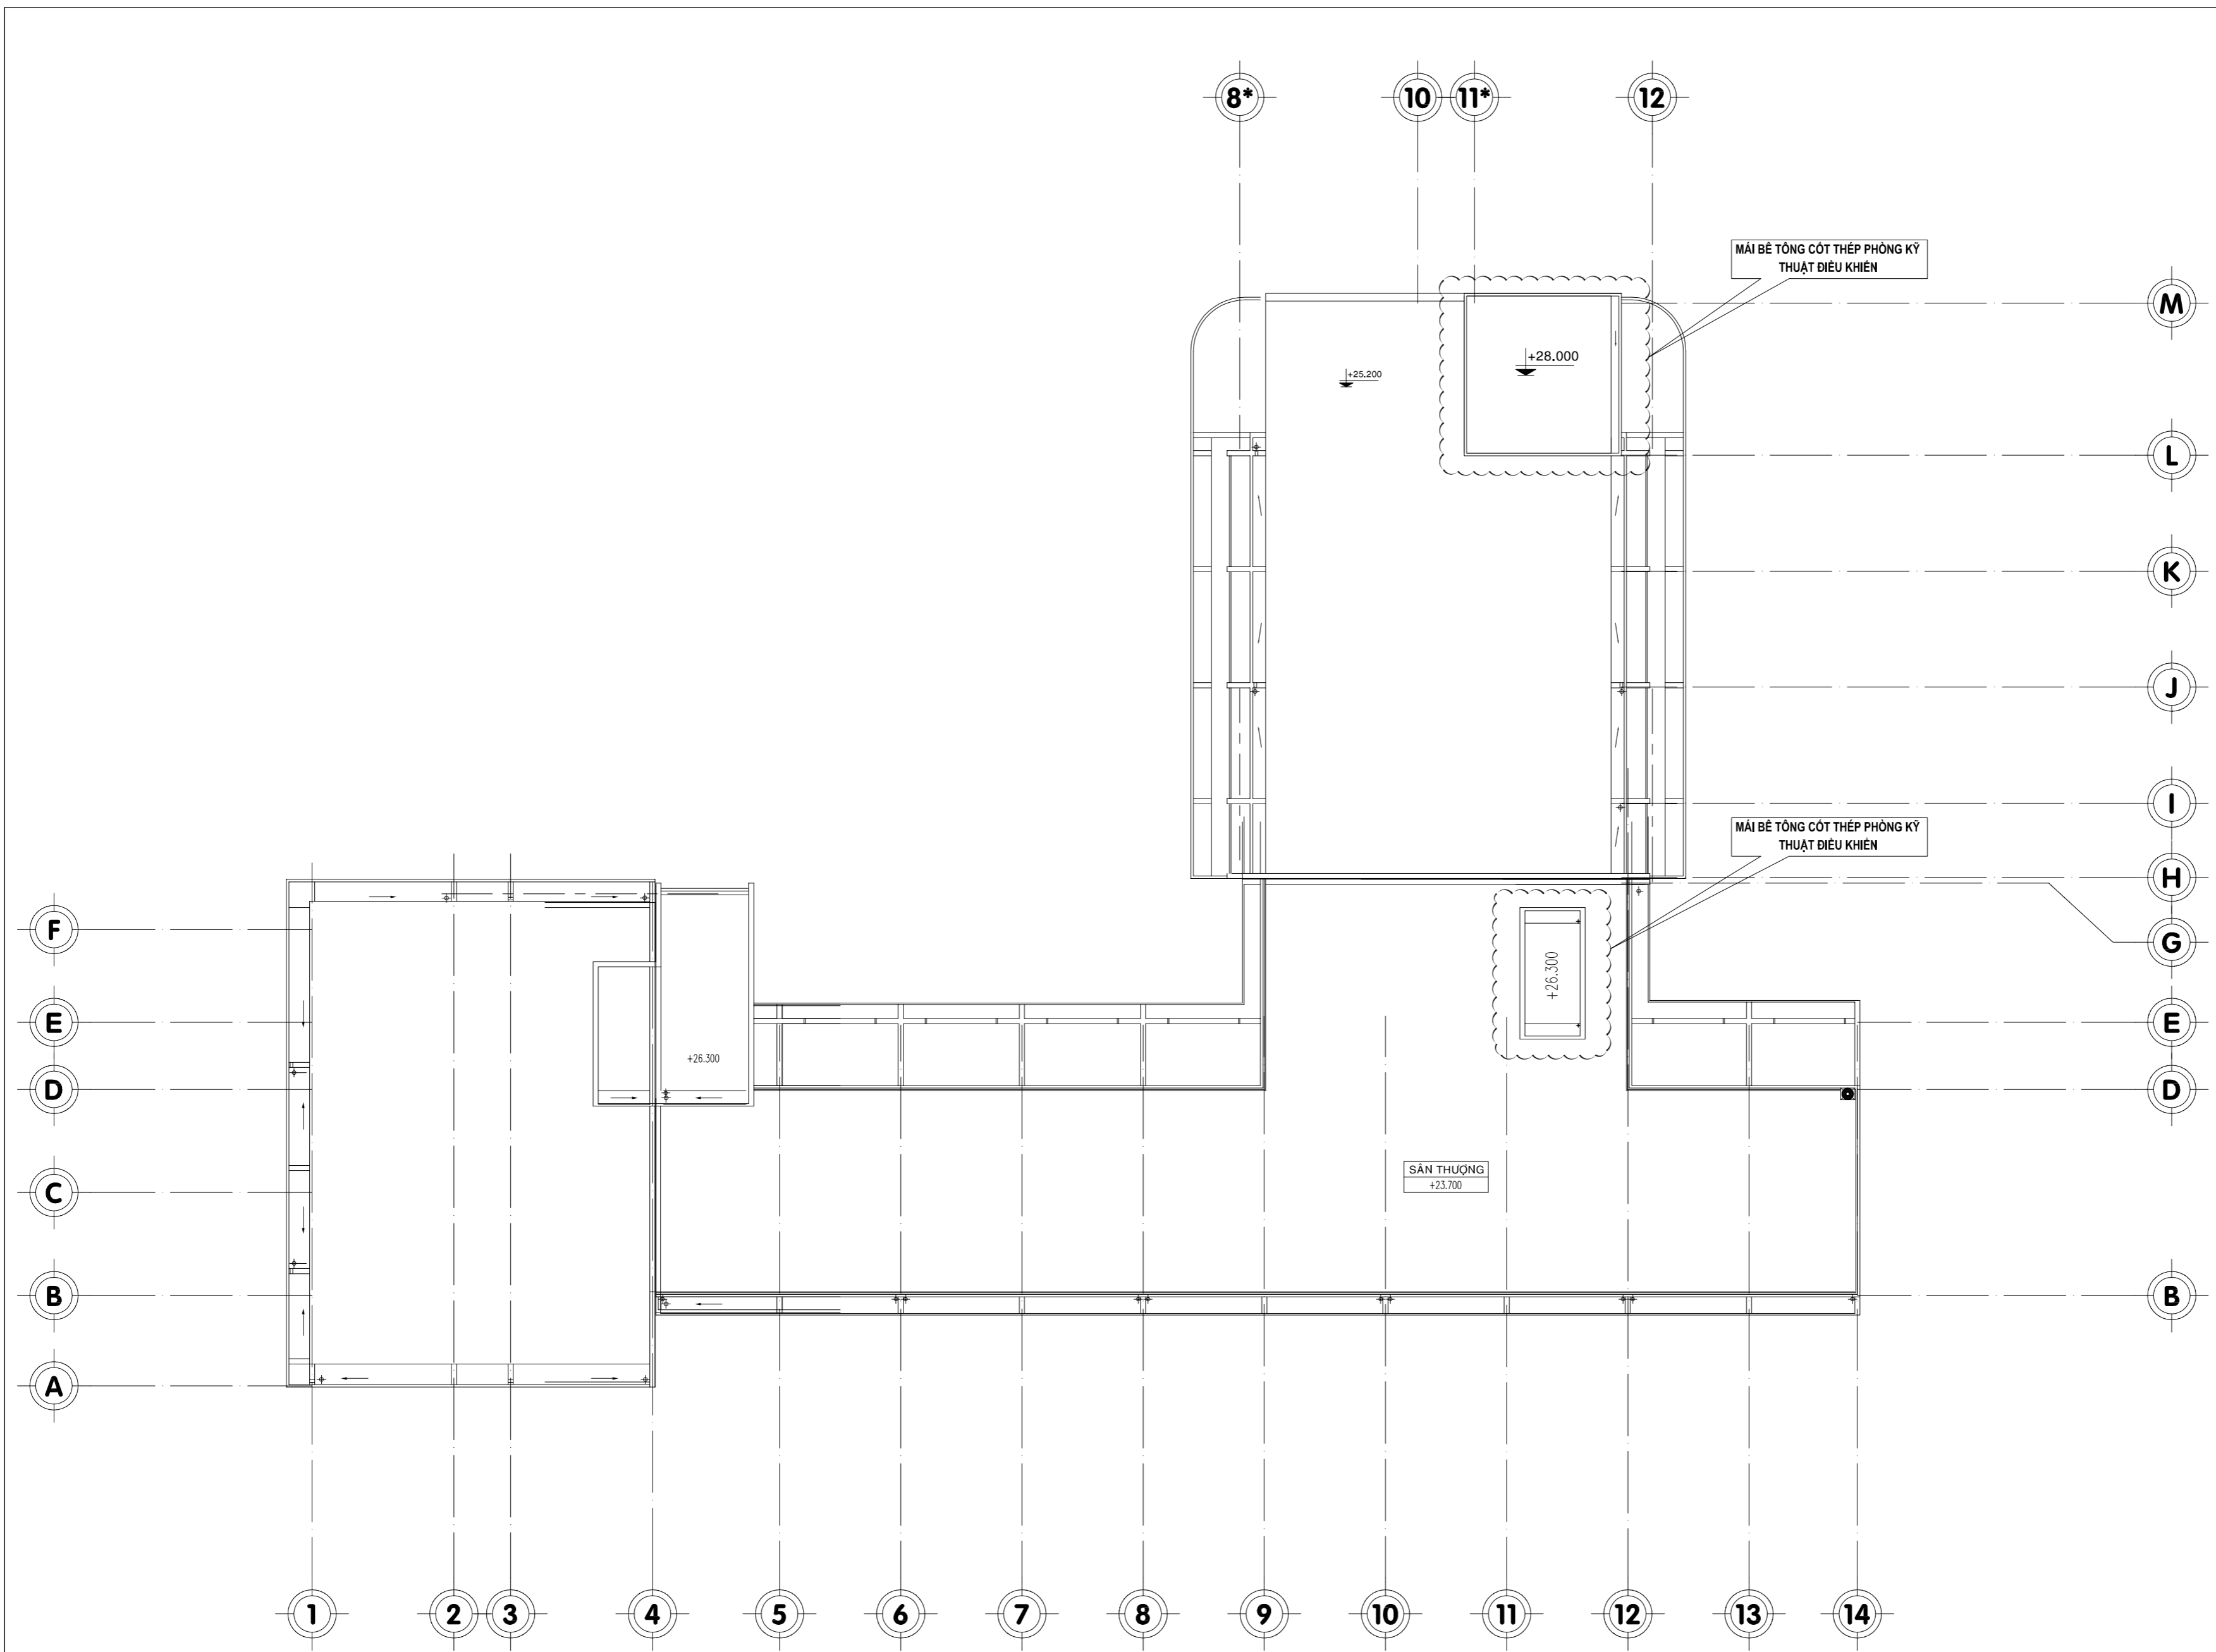 8*
10
11*
12
MÁI BÊ TÔNG CỐT THÉP PHÒNG KỸ
THUẬT ĐIỀU KHIỂN
M
+28.000
+25.200
L
K
J
I
MÁI BÊ TÔNG CỐT THÉP PHÒNG KỸ
THUẬT ĐIỀU KHIỂN
H
F
G
+26.300
E
E
+26.300
D
D
SÂN THƯỢNG
+23.700
C
B
B
A
1
2
3
4
5
6
7
8
9
10
11
12
13
14